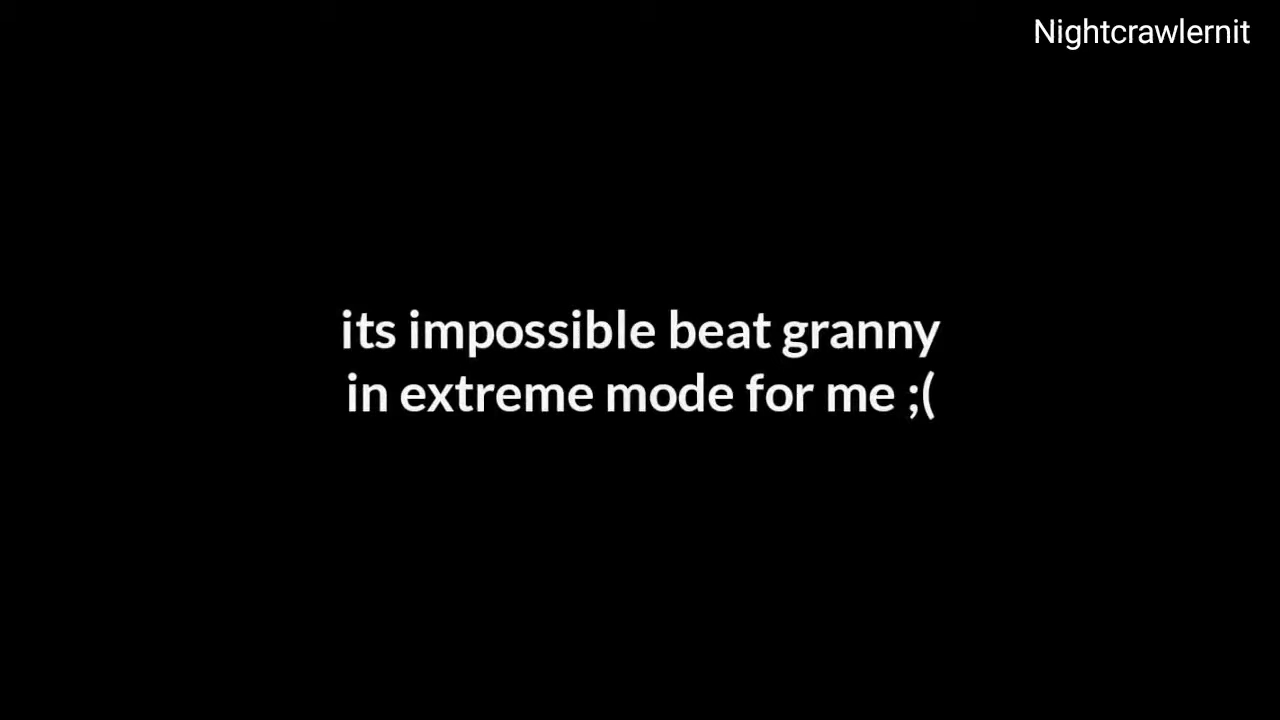 Nightcrawlernit
its impossible beat granny
in extreme mode for me ;(